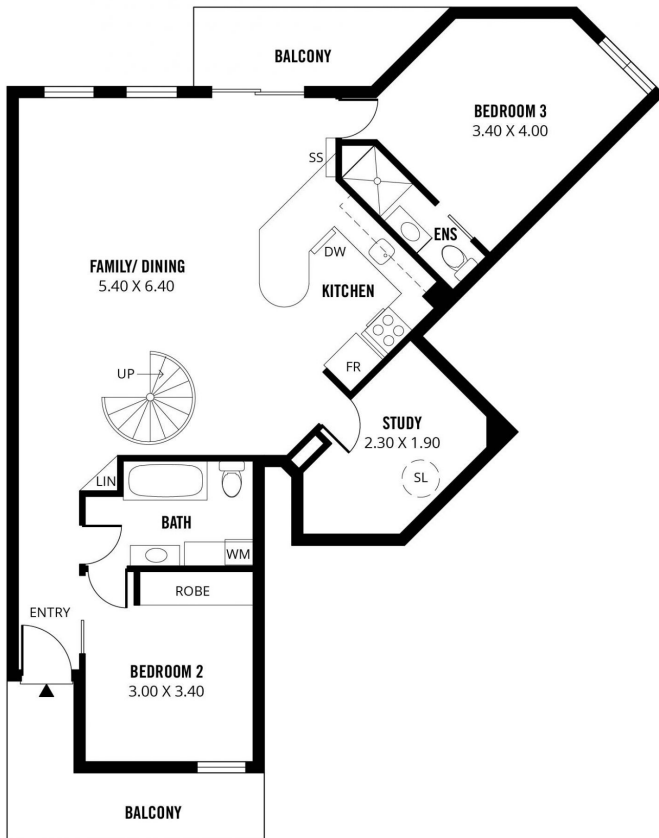 BALCONY
BEDROOM 3
3.40 X 4.00
SS
ENS
FAMILY/ DINING
5.40 X 6.40
DW
KITCHEN
UP
FR
STUDY
2.30 X 1.90
LIN
SL
BATH
WM
ROBE
ENTRY
BEDROOM 2
3.00 X 3.40
BALCONY